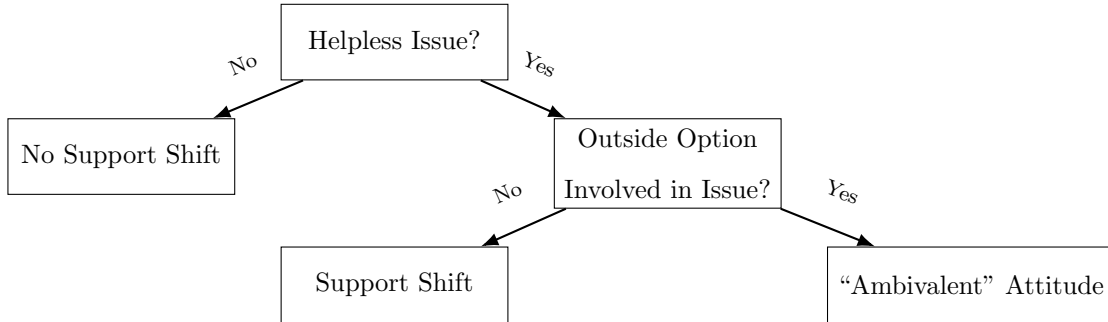 Helpless Issue?
No
Yes
No Support Shift
Outside Option
Involved in Issue?
No
Yes
Support Shift
“Ambivalent” Attitude